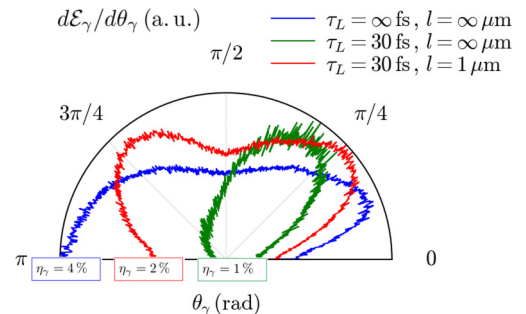 dℰγ/dθγ (a. u.)
τL = ∞ fs , l = ∞ μm
τL = 30 fs , l = ∞ μm
τL = 30 fs , l = 1 μm
π/2
3π/4
π/4
π
ηγ = 4 %
ηγ = 2 %
ηγ = 1 %
0
θγ (rad)